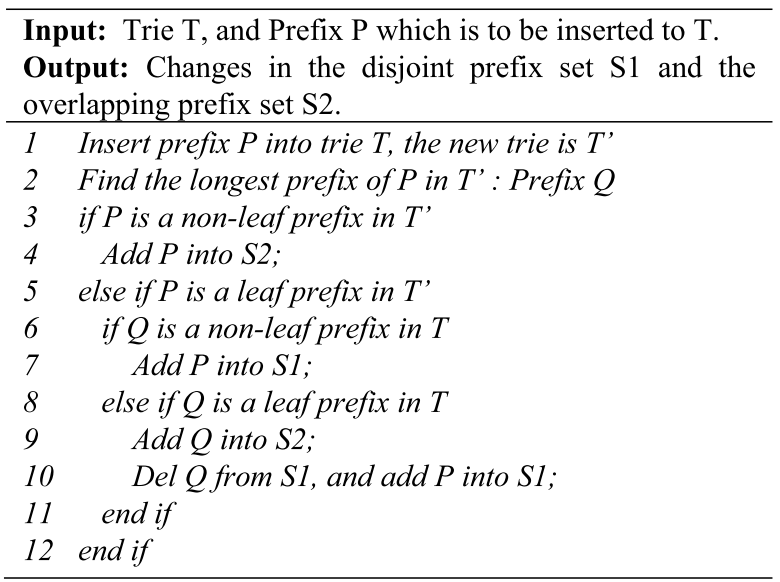 Input: Trie T, and Prefix P which is to be inserted to T.
Output: Changes in the disjoint prefix set S1 and the
overlapping prefix set S2.
1 Insert prefix P into trie T, the new trie is T’
2 Find the longest prefix of P in T’ : Prefix Q
3 if P is a non-leaf prefix in T’
4 Add P into S2;
5 else if P is a leaf prefix in T’
6 if Q is a non-leaf prefix in T
7 Add P into S1;
8 else if Q is a leaf prefix in T
9 Add Q into S2;
10 Del Q from S1, and add P into S1;
11 end if
12 end if